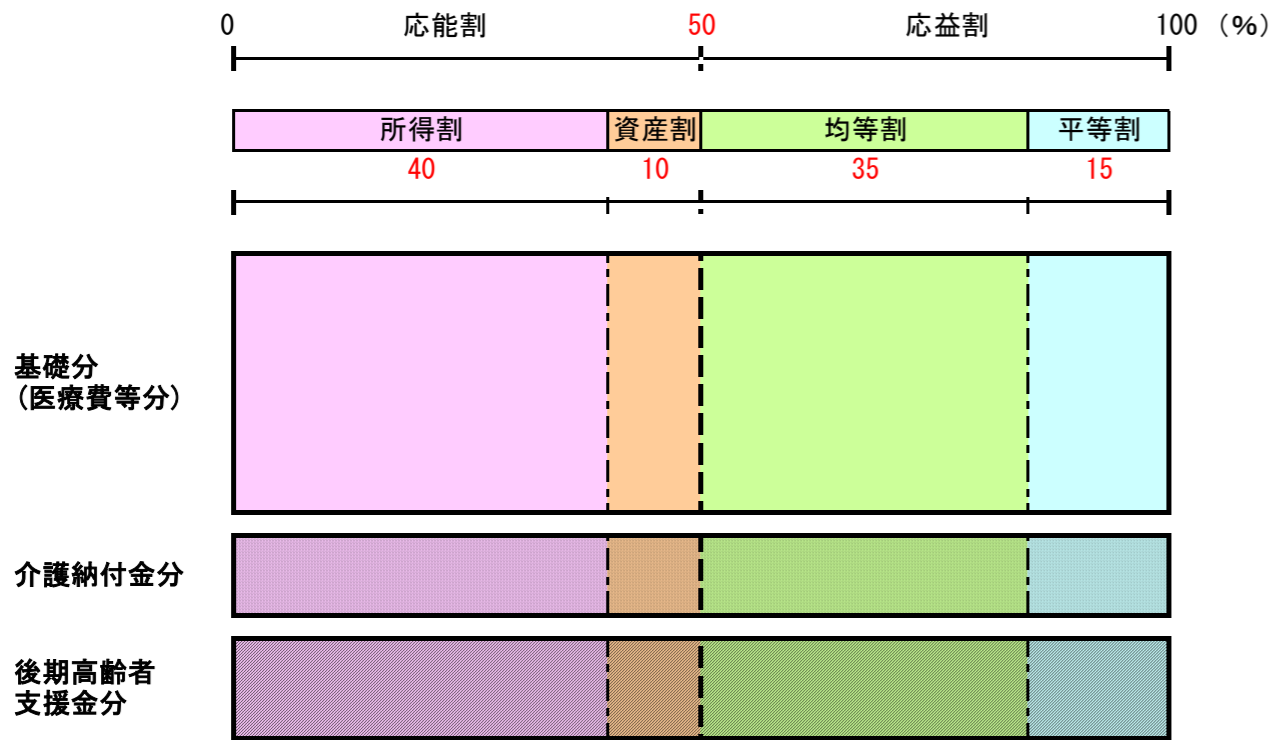 0 応能割 50 応益割 100 (%)
所得割 資産割 均等割 平等割
40 10 35 15
基礎分
(医療費等分)
介護納付金分
後期高齢者
支援金分